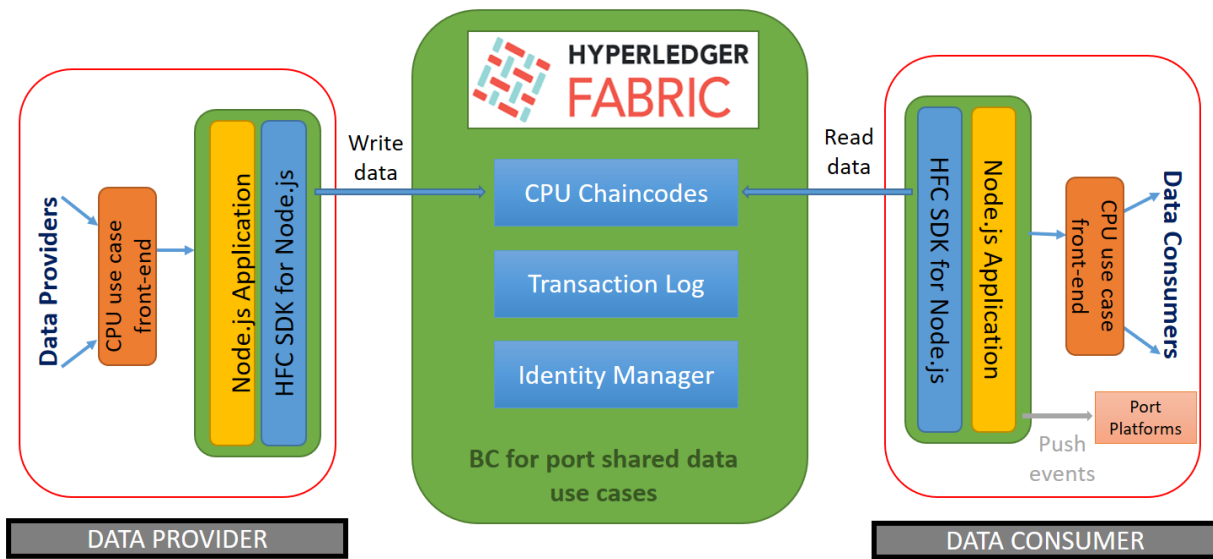 Data Providers
CPU use case
front-end
Node.js Application
HFC SDK for Node.js
Write
data
HYPERLEDGER
FABRIC
CPU Chaincodes
Transaction Log
Identity Manager
BC for port shared data
use cases
Read
data
HFC SDK for Node.js
Node.js Application
CPU use case
front-end
Data Consumers
Port
Platforms
Push
events
DATA PROVIDER
DATA CONSUMER